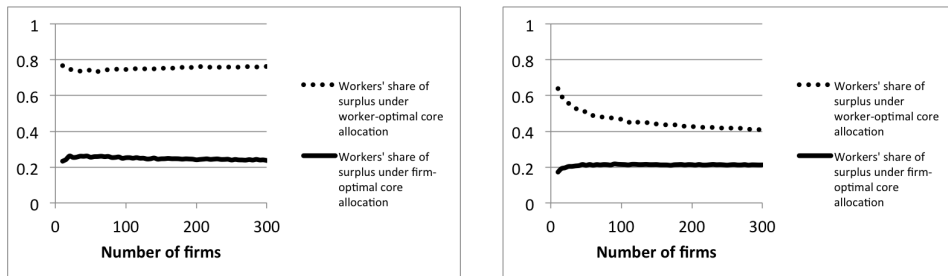 1
0.8
0.6
0.4
0.2
0
0 100 200 300
Number of firms
Workers' share of
surplus under
worker-optimal core
allocation
Workers' share of
surplus under firm-
optimal core
allocation
1
0.8
0.6
0.4
0.2
0
0 100 200 300
Number of firms
Workers' share of
surplus under
worker-optimal core
allocation
Workers' share of
surplus under firm-
optimal core
allocation